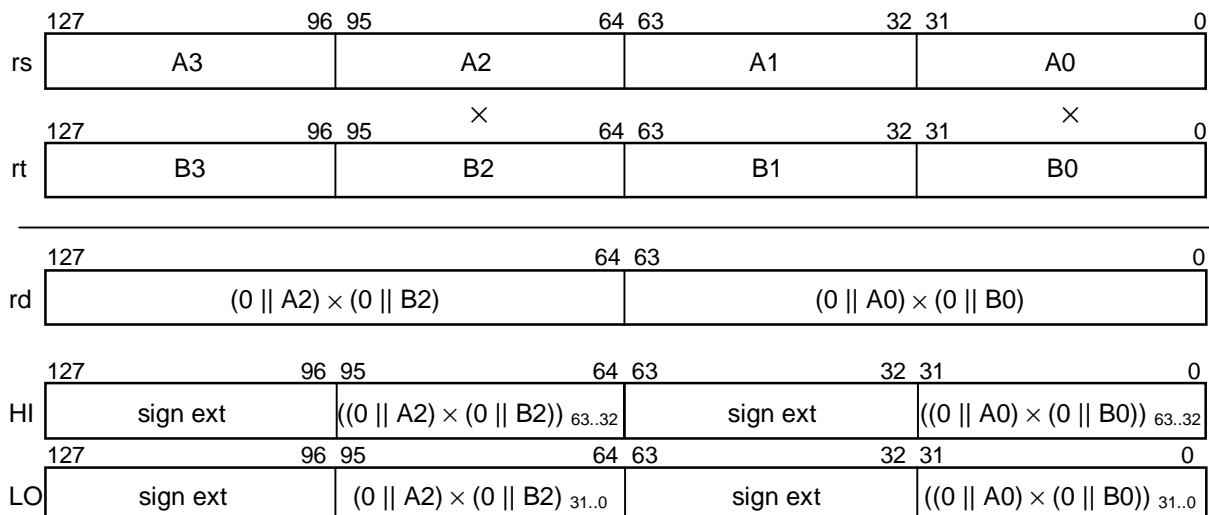 127 96 95 64 63 32 31 0
rs A3 A2 A1 A0
× ×
127 96 95 64 63 32 31 0
rt B3 B2 B1 B0
127 64 63 0
rd (0 || A2) × (0 || B2) (0 || A0) × (0 || B0)
127 96 95 64 63 32 31 0
HI sign ext ((0 || A2) × (0 || B2)) 63..32 sign ext ((0 || A0) × (0 || B0)) 63..32
127 96 95 64 63 32 31 0
LO sign ext (0 || A2) × (0 || B2) 31..0 sign ext ((0 || A0) × (0 || B0)) 31..0